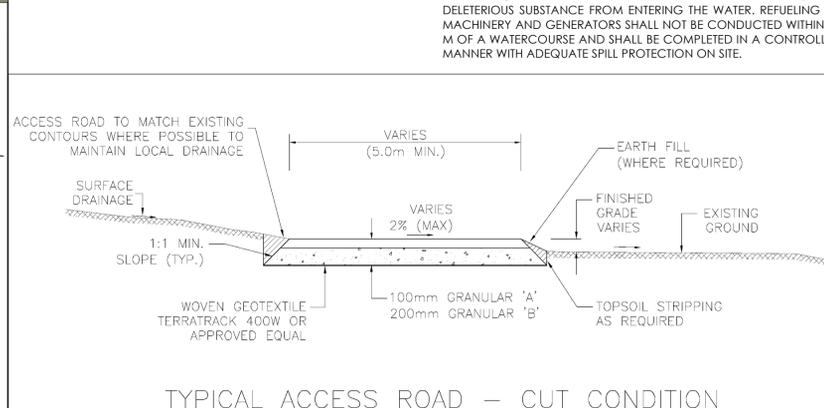 DELETERIOUS SUBSTANCE FROM ENTERING THE WATER. REFUELING
MACHINERY AND GENERATORS SHALL NOT BE CONDUCTED WITHIN
M OF A WATERCOURSE AND SHALL BE COMPLETED IN A CONTROLL
MANNER WITH ADEQUATE SPILL PROTECTION ON SITE.
ACCESS ROAD TO MATCH EXISTING
CONTOURS WHERE POSSIBLE TO
MAINTAIN LOCAL DRAINAGE
VARIES
(5.0m MIN.)
EARTH FILL
(WHERE REQUIRED)
SURFACE
DRAINAGE
VARIES
2% (MAX)
FINISHED
GRADE
VARIES
EXISTING
GROUND
1:1 MIN.
SLOPE (TYP.)
WOVEN GEOTEXTILE
TERRATRACK 400W OR
APPROVED EQUAL
100mm GRANULAR 'A'
200mm GRANULAR 'B'
TOPSOIL STRIPPING
AS REQUIRED
TYPICAL ACCESS ROAD – CUT CONDITION